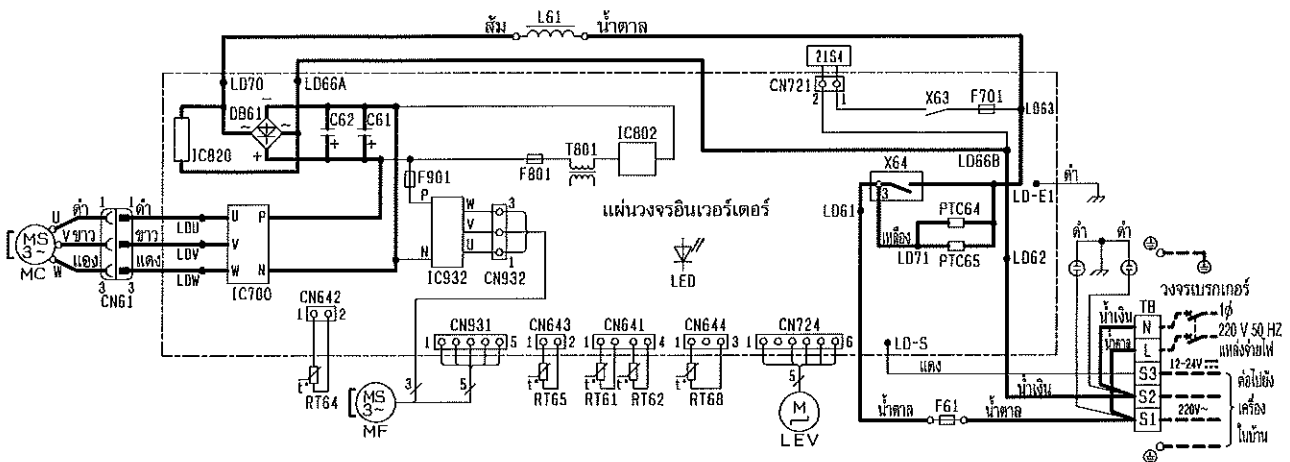 ส้ม L61 น้ำตาล
21S4
LD70 LD66A
CN721
2 1
X63 F701
LD63
DB61
C62 C61
IC820
T801 IC802
F801
F901
X64
3
LD66B
LD-E1 ดำ
LD61
PTC64
เหลือง
LD71 PTC65
LD62
ดำ ดำ
แผ่นวงจรอินเวอร์เตอร์
LED
P W 3
V
N U 1
IC932 CN932
U ดำ 1 1 ดำ LDU U P
MS 3~ V ขาว ขาว LDV V
W แดง 3 3 แดง LDW W N
MC
CN61
IC700
CN642
1 2
t°
RT64
CN931
1 5
3 5
MS 3~
MF
CN643
1 2
t°
RT65
CN641
1 4
t° t°
RT61 RT62
CN644
1 3
t°
RT68
CN724
1 6
5
M
LEV
LD-S
แดง
น้ำตาล F61 น้ำตาล
น้ำเงิน
น้ำเงิน
น้ำตาล
วงจรเบรกเกอร์
TB
N
L
S3
S2
S1
1ϕ
220 V 50 HZ
แหล่งจ่ายไฟ
12-24V
220V~
ต่อไปยัง
เครื่อง
ในบ้าน